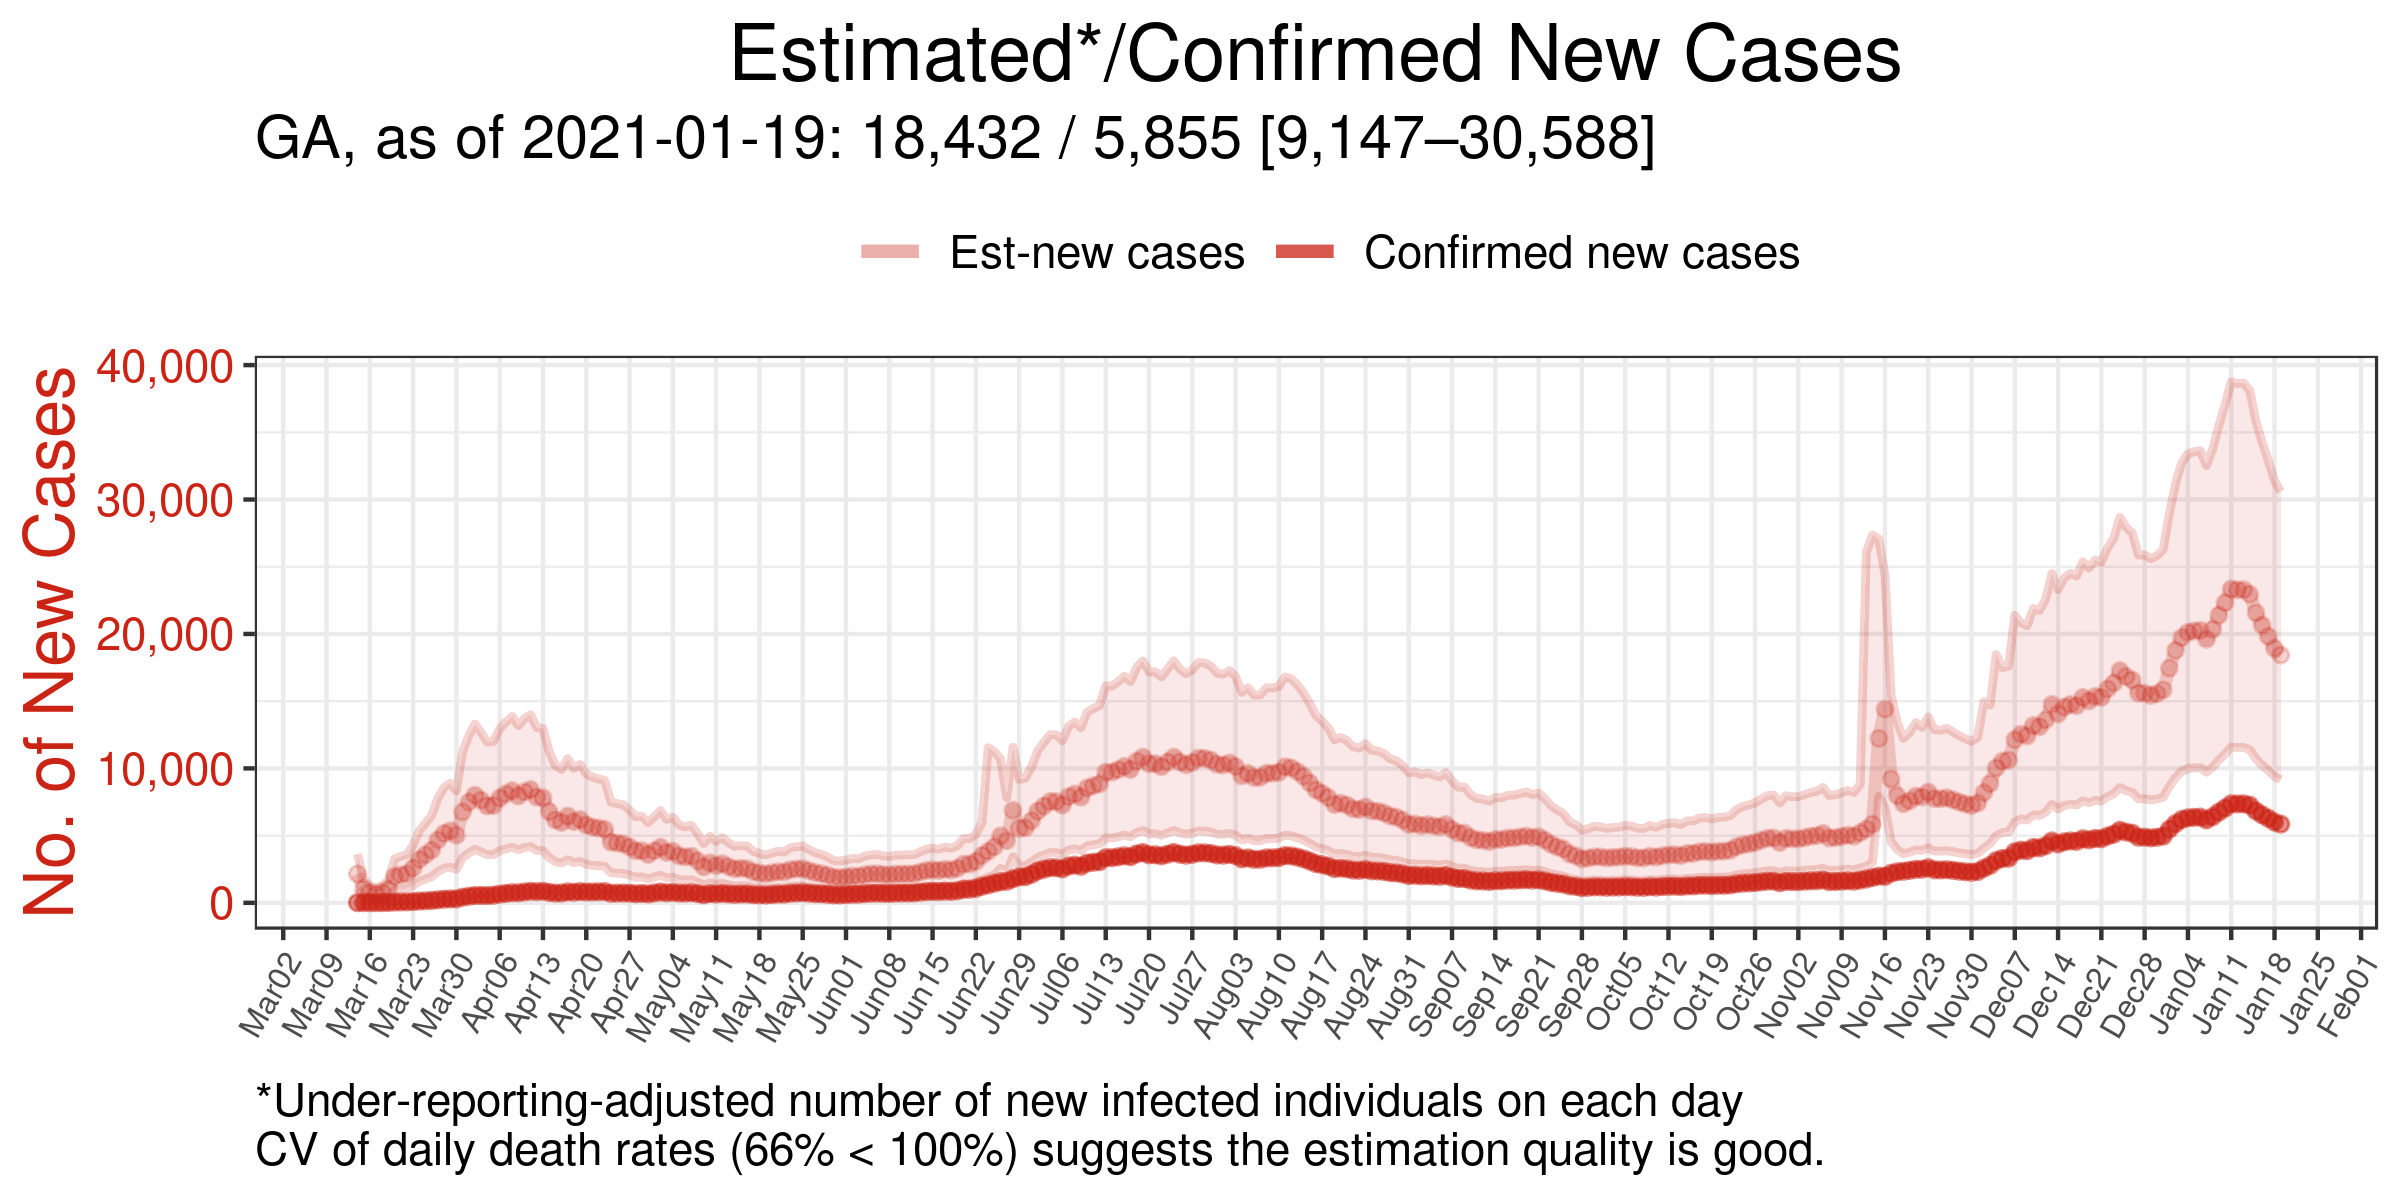 Estimated*/Confirmed New Cases
GA, as of 2021-01-19: 18,432 / 5,855 [9,147–30,588]
Est-new cases Confirmed new cases
No. of New Cases
40,000
30,000
20,000
10,000
0
Mar02 Mar09 Mar16 Mar23 Mar30 Apr06 Apr13 Apr20 Apr27 May04 May11 May18 May25 Jun01 Jun08 Jun15 Jun22 Jun29 Jul06 Jul13 Jul20 Jul27 Aug03 Aug10 Aug17 Aug24 Aug31 Sep07 Sep14 Sep21 Sep28 Oct05 Oct12 Oct19 Oct26 Nov02 Nov09 Nov16 Nov23 Nov30 Dec07 Dec14 Dec21 Dec28 Jan04 Jan11 Jan18 Jan25 Feb01
*Under-reporting-adjusted number of new infected individuals on each day
CV of daily death rates (66% < 100%) suggests the estimation quality is good.